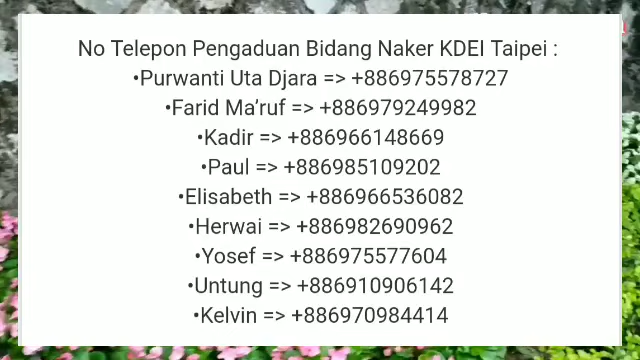 No Telepon Pengaduan Bidang Naker KDEI Taipei :
•Purwanti Uta Djara => +886975578727
•Farid Ma’ruf => +886979249982
•Kadir => +886966148669
•Paul => +886985109202
•Elisabeth => +886966536082
•Herwai => +886982690962
•Yosef => +886975577604
•Untung => +886910906142
•Kelvin => +886970984414